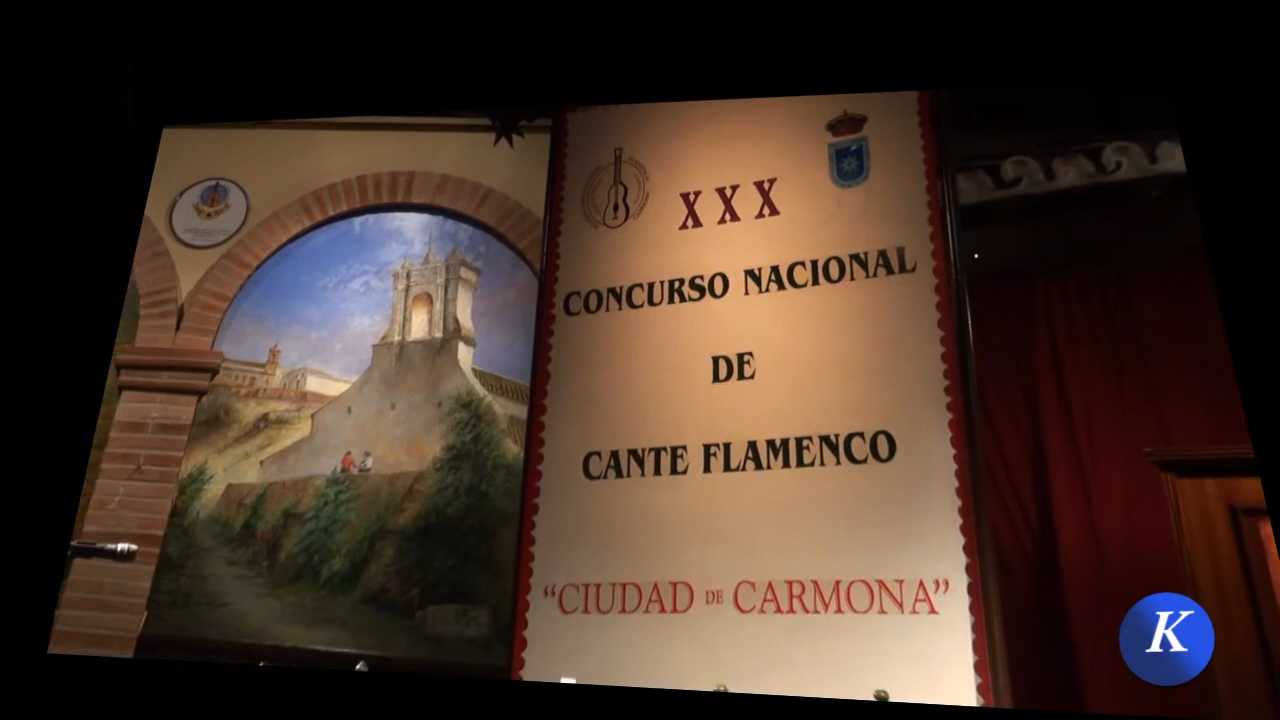 XXX
CONCURSO NACIONAL
DE
CANTE FLAMENCO
“CIUDAD DE CARMONA”
K